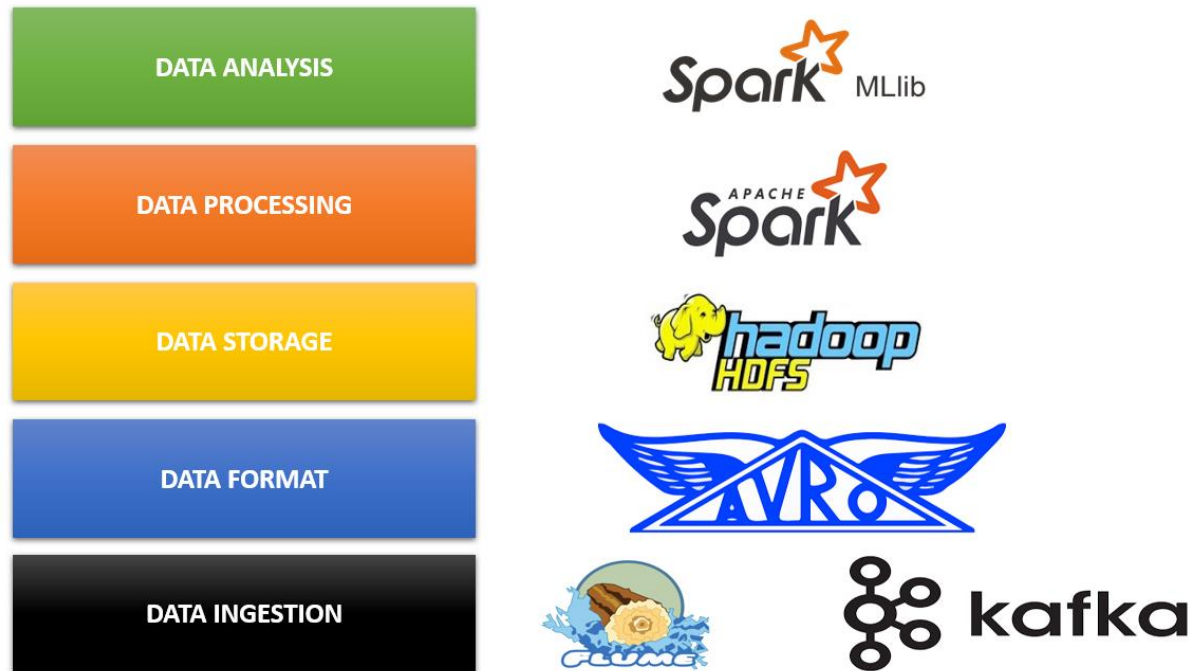 DATA ANALYSIS
Spark MLlib
DATA PROCESSING
APACHE
Spark
DATA STORAGE
hadoop
HDFS
DATA FORMAT
AVRO
DATA INGESTION
FLUME
kafka